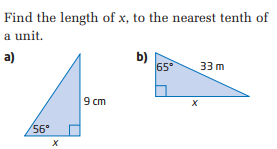 Find the length of x, to the nearest tenth of
a unit.
a)
9 cm
56°
x
b)
65°
33 m
x